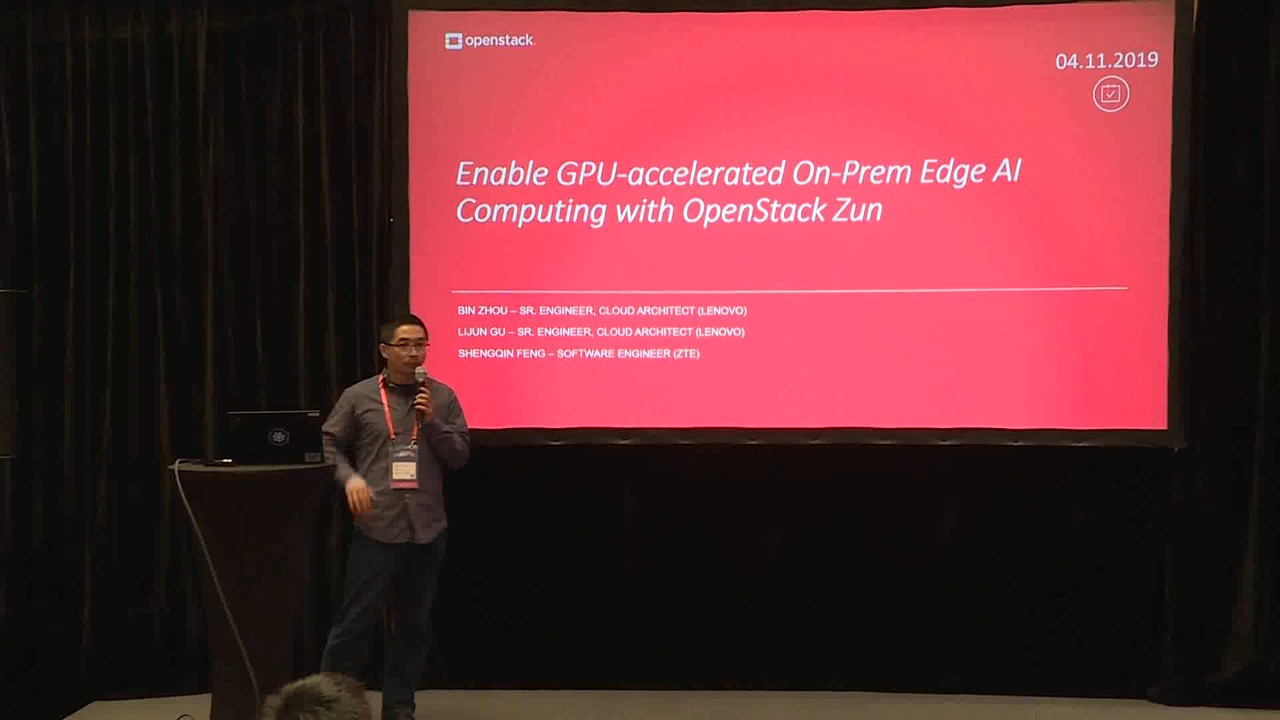 openstack.
04.11.2019
Enable GPU-accelerated On-Prem Edge AI
Computing with OpenStack Zun
BIN ZHOU – SR. ENGINEER, CLOUD ARCHITECT (LENOVO)
LIJUN GU – SR. ENGINEER, CLOUD ARCHITECT (LENOVO)
SHENGQIN FENG – SOFTWARE ENGINEER (ZTE)